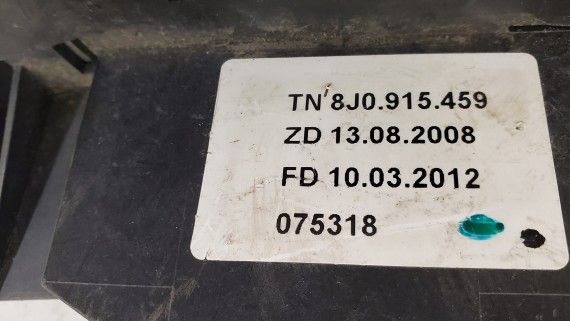 TN 8J0.915.459
ZD 13.08.2008
FD 10.03.2012
075318